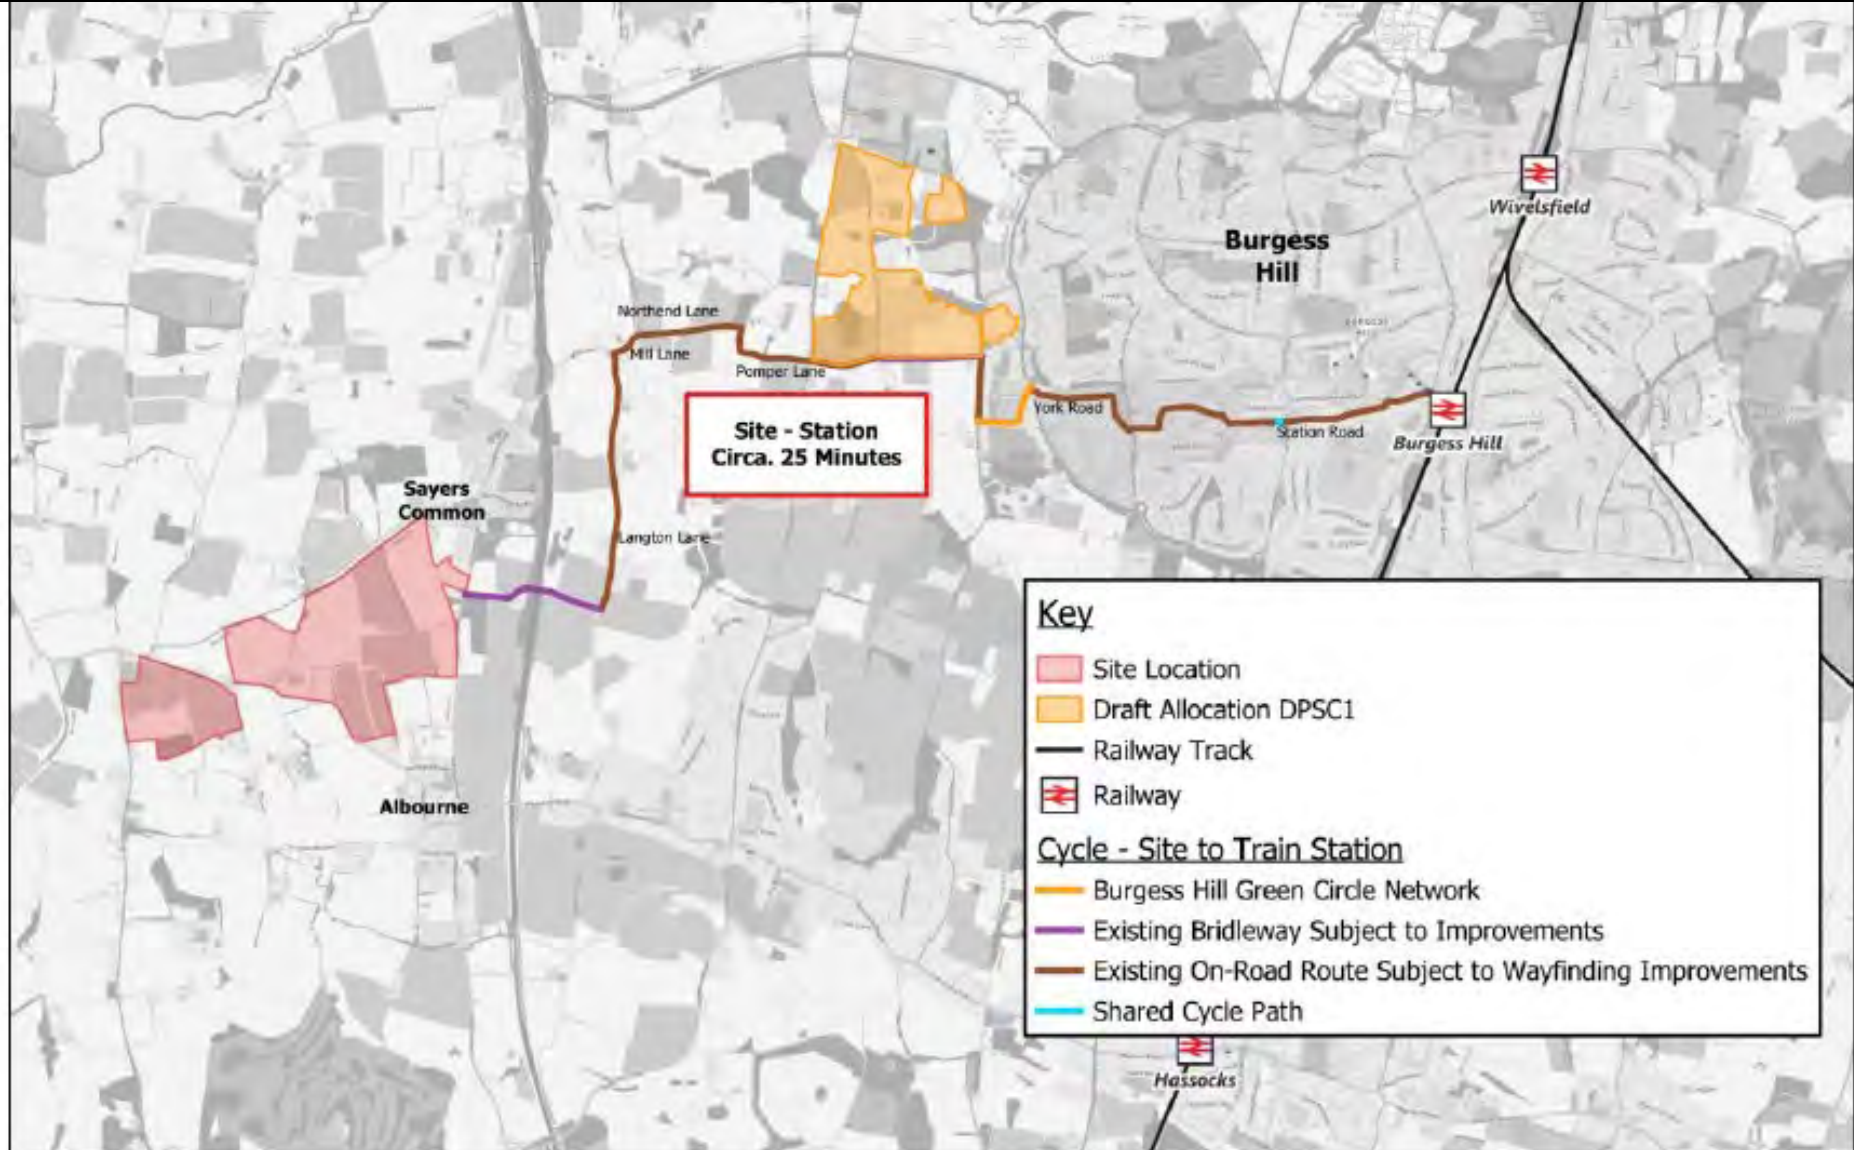 Wivelsfield
Burgess
Hill
Northend Lane
Mill Lane
Pomper Lane
York Road
Station Road
Burgess Hill
Site - Station
Circa. 25 Minutes
Sayers
Common
Langton Lane
Albourne
Key
Site Location
Draft Allocation DPSC1
Railway Track
Railway
Cycle - Site to Train Station
Burgess Hill Green Circle Network
Existing Bridleway Subject to Improvements
Existing On-Road Route Subject to Wayfinding Improvements
Shared Cycle Path
Hassocks